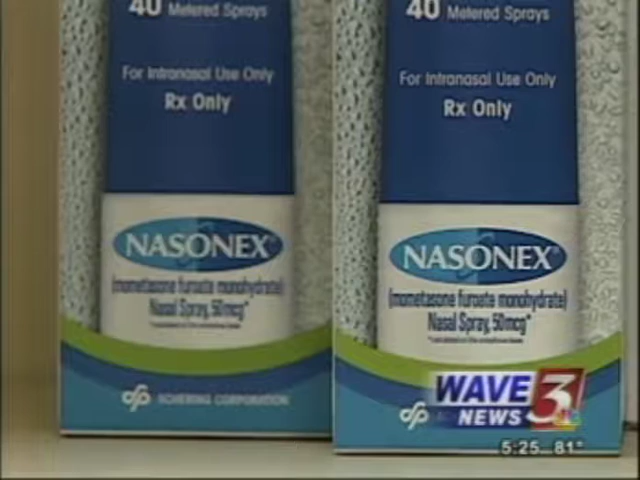 40 Metered Sprays
For Intranasal Use Only
Rx Only
NASONEX®
(mometasone furoate monohydrate)
Nasal Spray, 50mcg*
SCHERING CORPORATION
40 Metered Sprays
For Intranasal Use Only
Rx Only
NASONEX®
(mometasone furoate monohydrate)
Nasal Spray, 50mcg*
WAVE 3
NEWS
5:25 81°